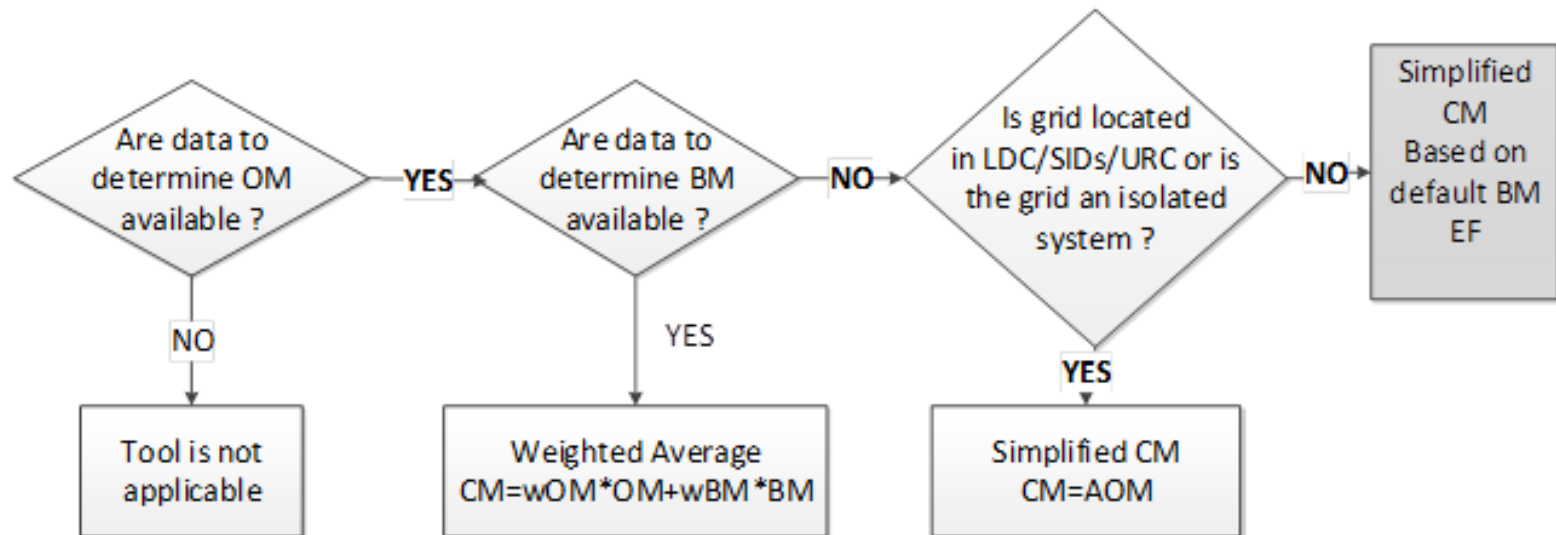 Are data to
determine OM
available ?
YES
Are data to
determine BM
available ?
NO
Is grid located
in LDC/SIDs/URC or is
the grid an isolated
system ?
NO
Simplified
CM
Based on
default BM
EF
NO
YES
YES
Tool is not
applicable
Weighted Average
CM=wOM*OM+wBM*BM
Simplified CM
CM=AOM